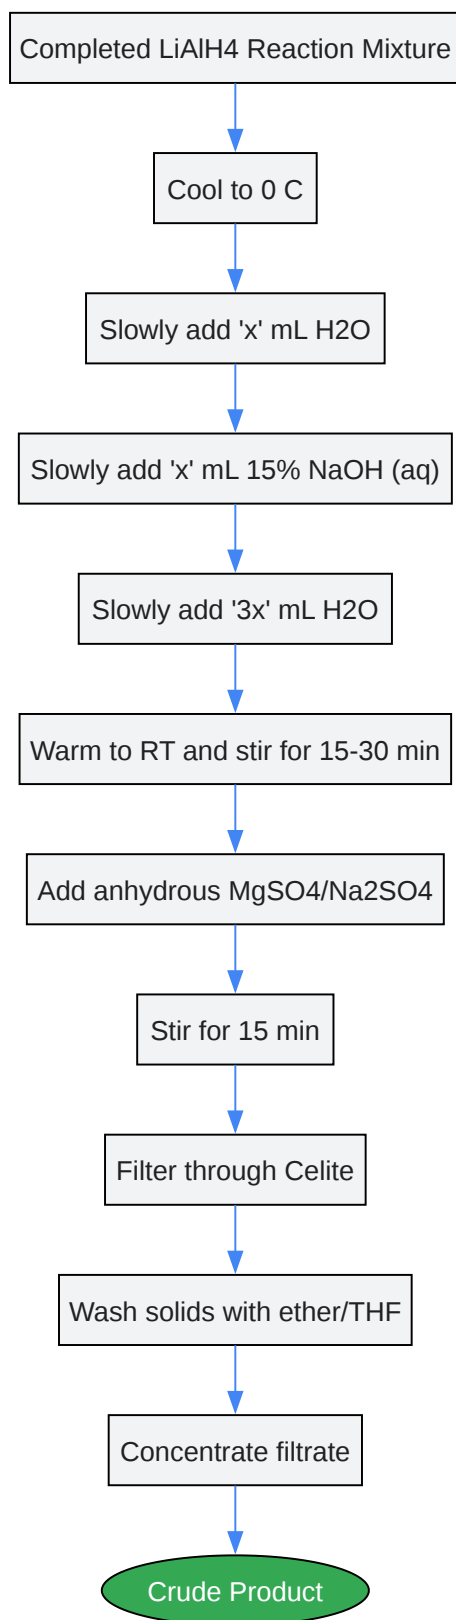 Completed LiAlH4 Reaction Mixture
Cool to 0 C
Slowly add 'x' mL H2O
Slowly add 'x' mL 15% NaOH (aq)
Slowly add '3x' mL H2O
Warm to RT and stir for 15-30 min
Add anhydrous MgSO4/Na2SO4
Stir for 15 min
Filter through Celite
Wash solids with ether/THF
Concentrate filtrate
Crude Product